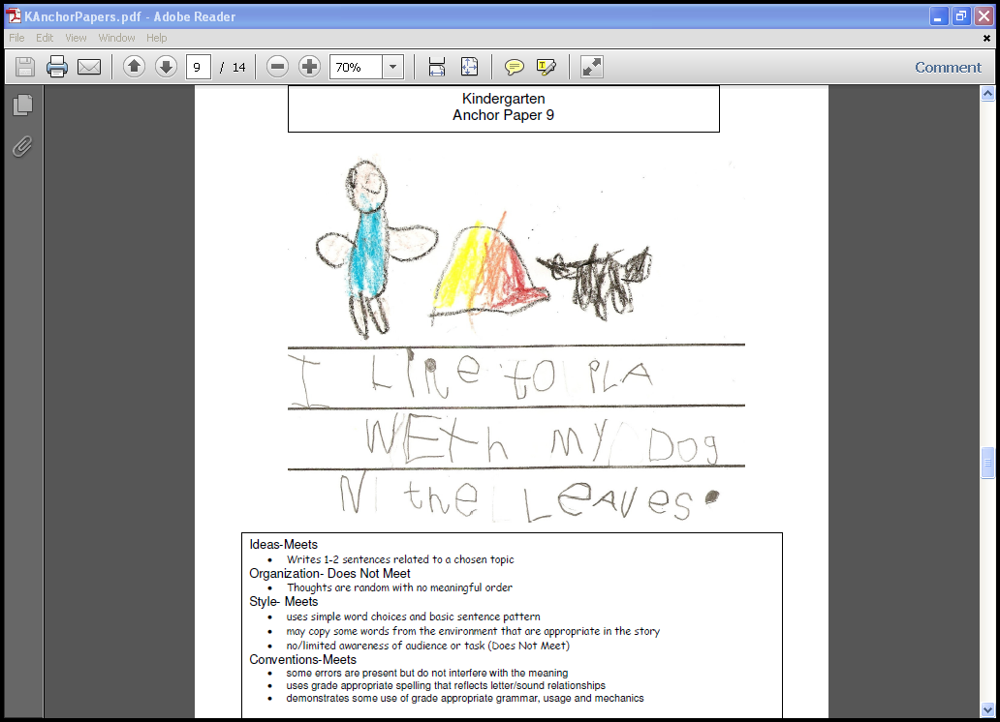 KAnchorPapers.pdf - Adobe Reader
File Edit View Window Help
9 / 14 70% Comment
Kindergarten
Anchor Paper 9
I Like to PLA
WEth MY Dog
N the Leaves.
Ideas-Meets
• Writes 1-2 sentences related to a chosen topic
Organization- Does Not Meet
• Thoughts are random with no meaningful order
Style- Meets
• uses simple word choices and basic sentence pattern
• may copy some words from the environment that are appropriate in the story
• no/limited awareness of audience or task (Does Not Meet)
Conventions-Meets
• some errors are present but do not interfere with the meaning
• uses grade appropriate spelling that reflects letter/sound relationships
• demonstrates some use of grade appropriate grammar, usage and mechanics